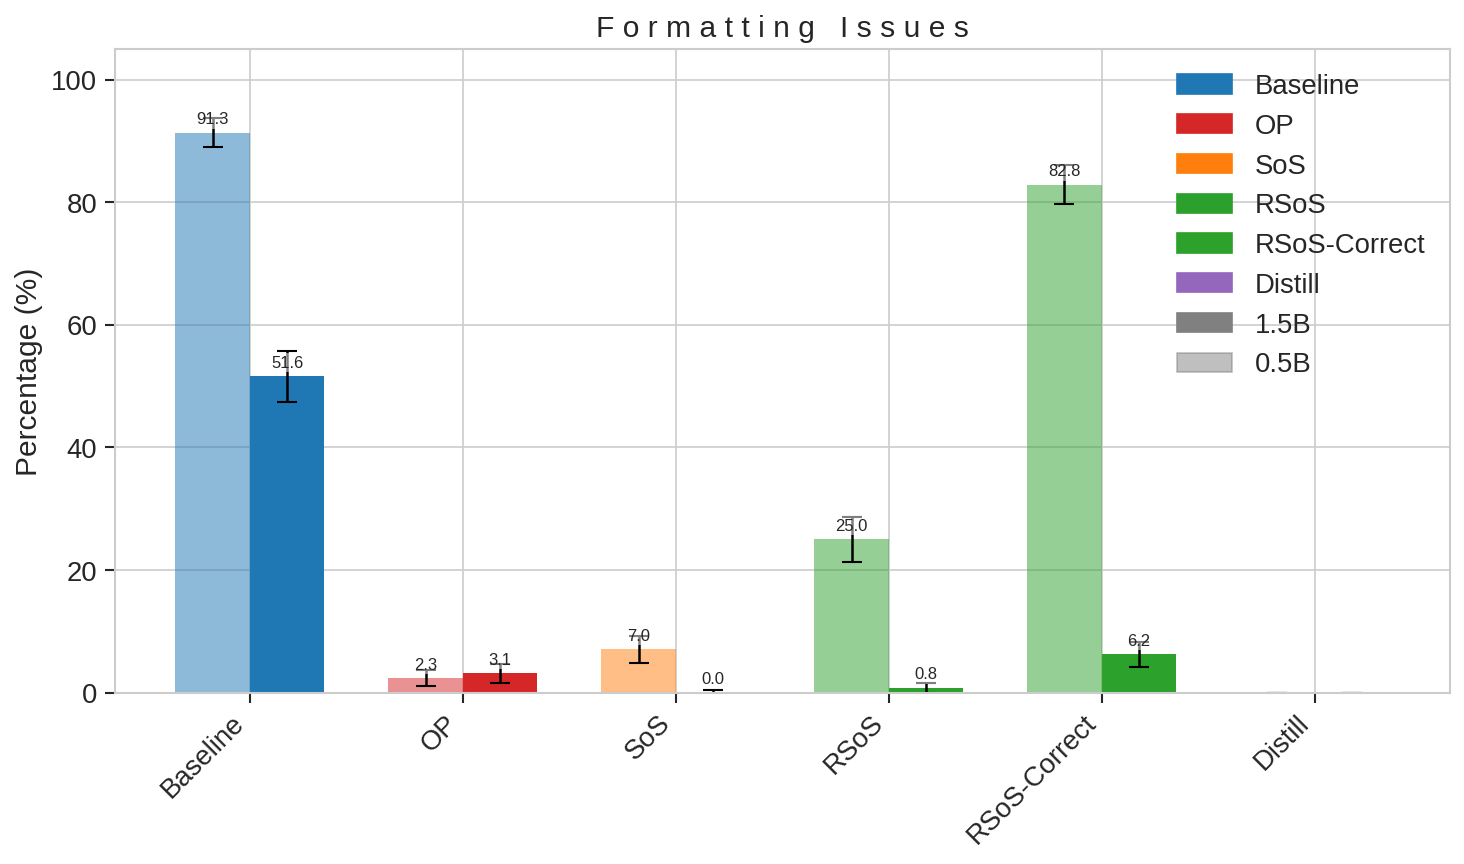 Formatting Issues
Percentage (%)
100
80
60
40
20
0
91.3
51.6
2.3
3.1
7.0
0.0
25.0
0.8
82.8
6.2
Baseline
OP
SoS
RSoS
RSoS-Correct
Distill
1.5B
0.5B
Baseline
OP
SoS
RSoS
RSoS-Correct
Distill